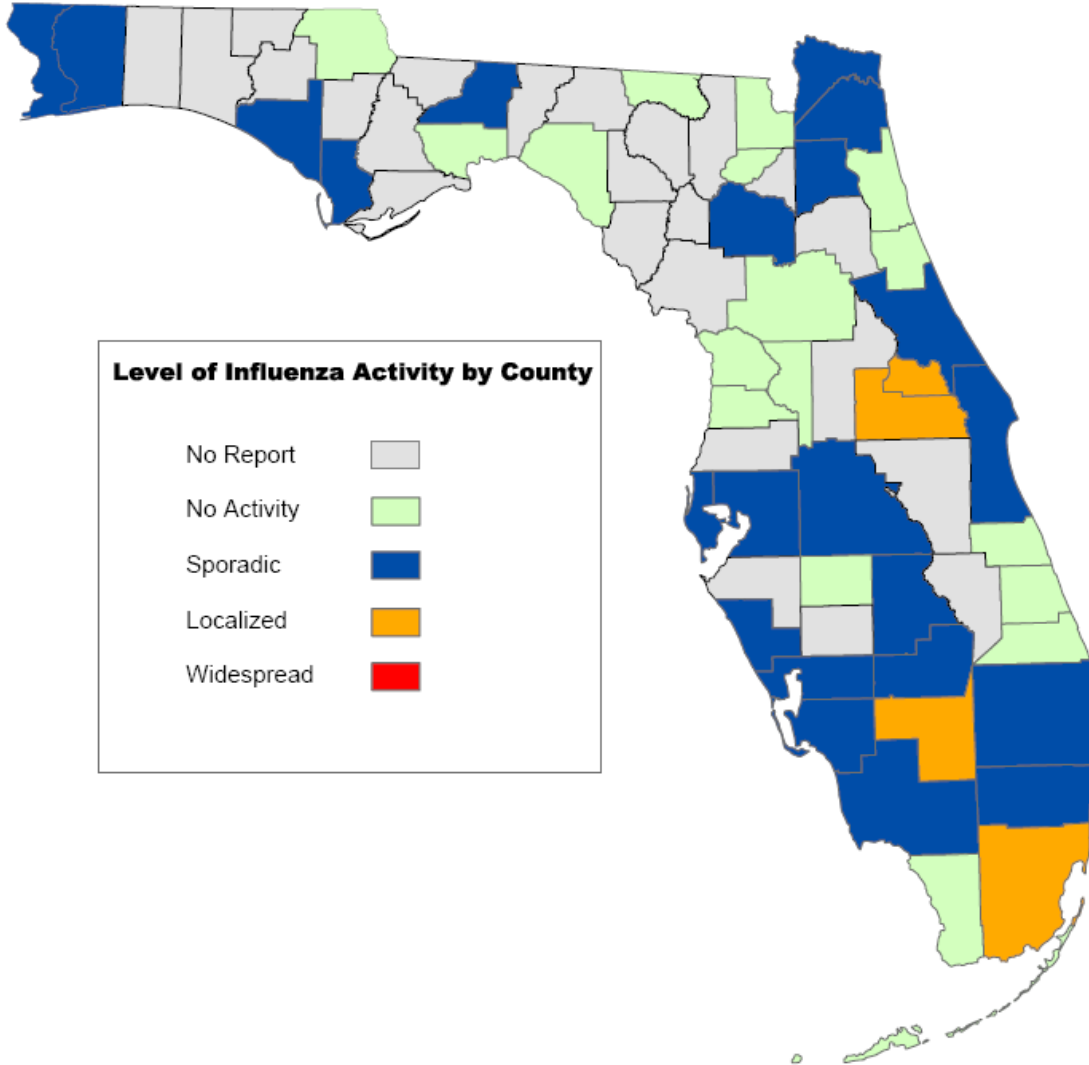 Level of Influenza Activity by County
No Report
No Activity
Sporadic
Localized
Widespread